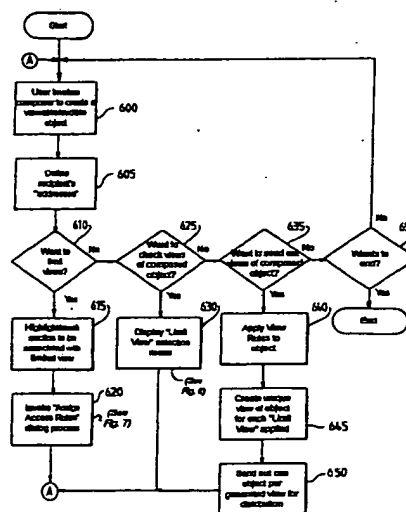 Start
A
User invokes
composer to create a
viewable/audible
object
600
Define
recipient's
"addresses"
605
610
Want to
limit
views?
No
Yes
625
Want to
check views
of composed
object?
No
Yes
635
Want to send out
views of composed
object?
No
Yes
Wants to
end?
No
Yes
End
615
Highlight
section to be
associated with
limited view
630
Display "Limit
View" selection
(See
Fig.
640
Apply View
Rules to
object
620
Invoke "Assign
Access Rules"
dialog process
(See
Fig. 7)
Create unique
view of object
for each "Limit
View" applied
645
A
Send out one
object per
generated view for
distribution
650